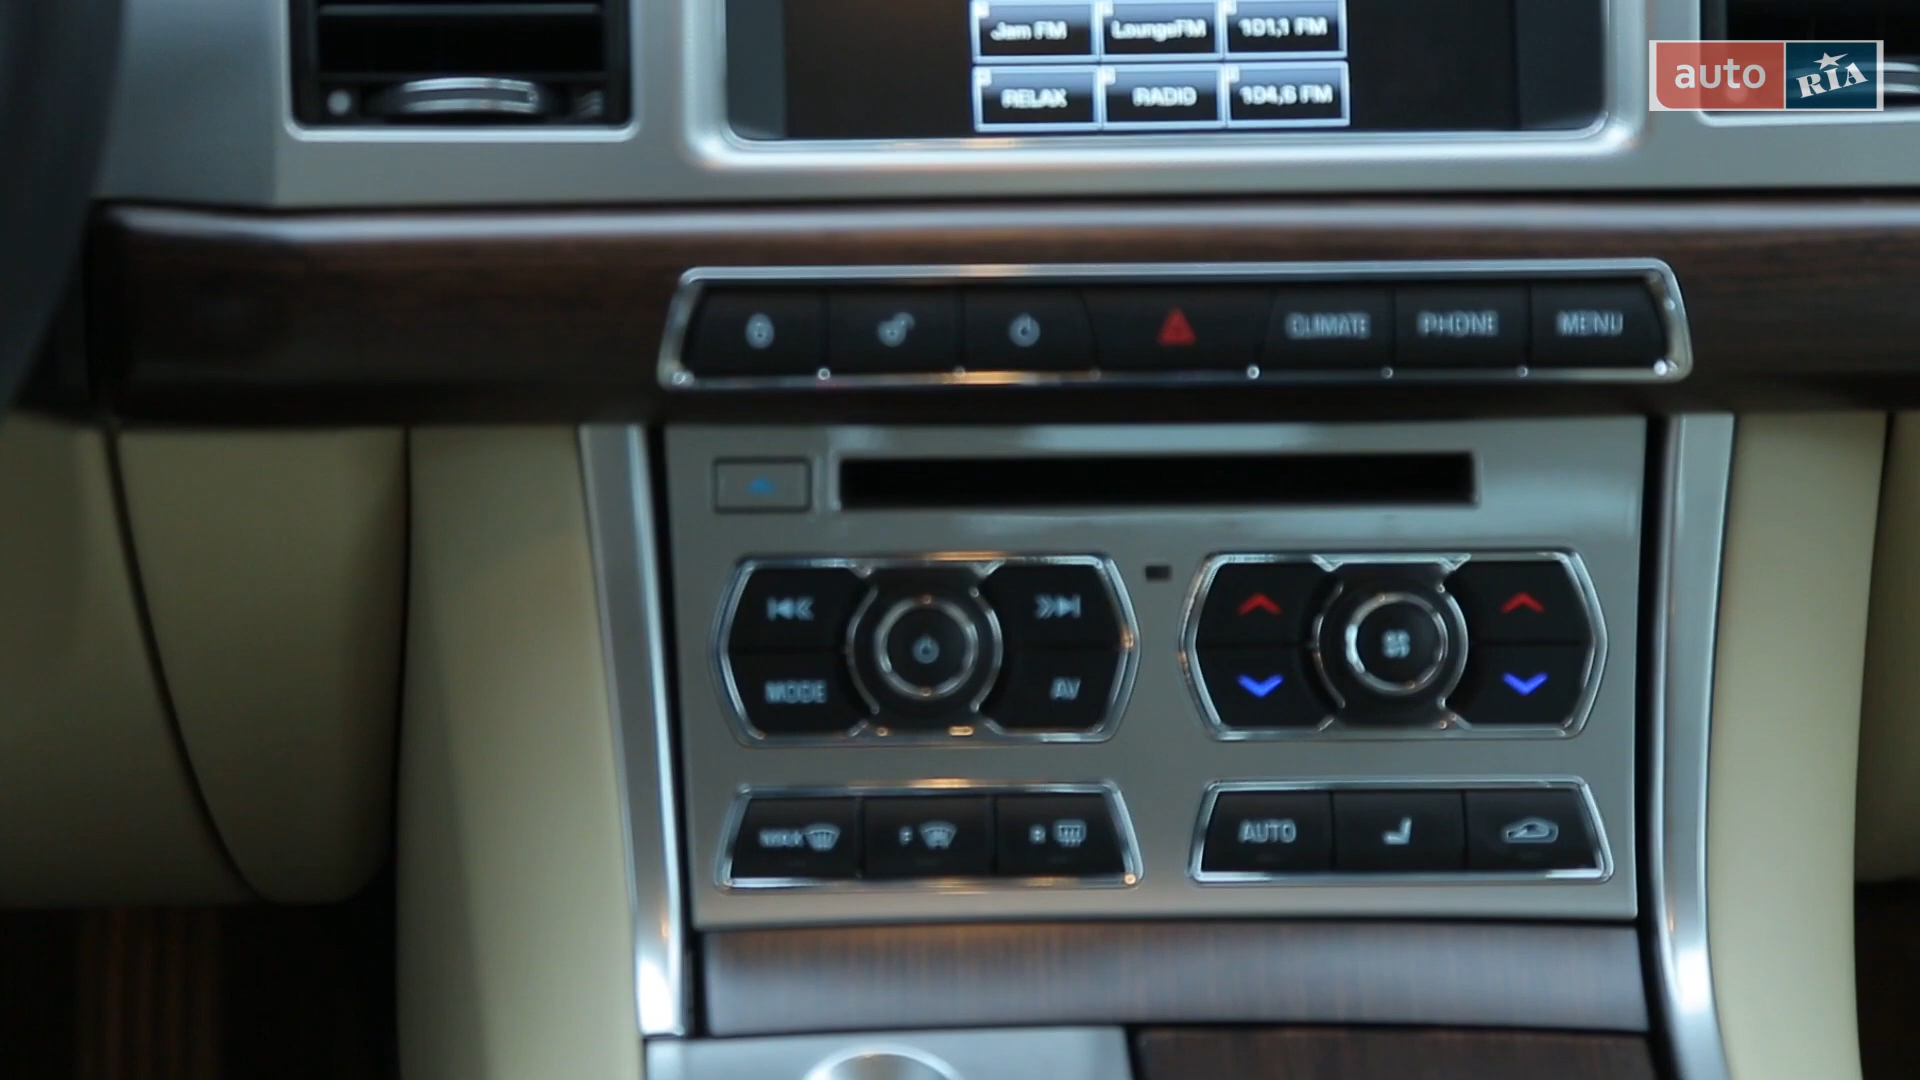 Jam FM LoungeFM 101,1 FM
RELAX RADIO 104,6 FM
auto RIA
CLIMATE PHONE MENU
MODE AV
MAX F R AUTO